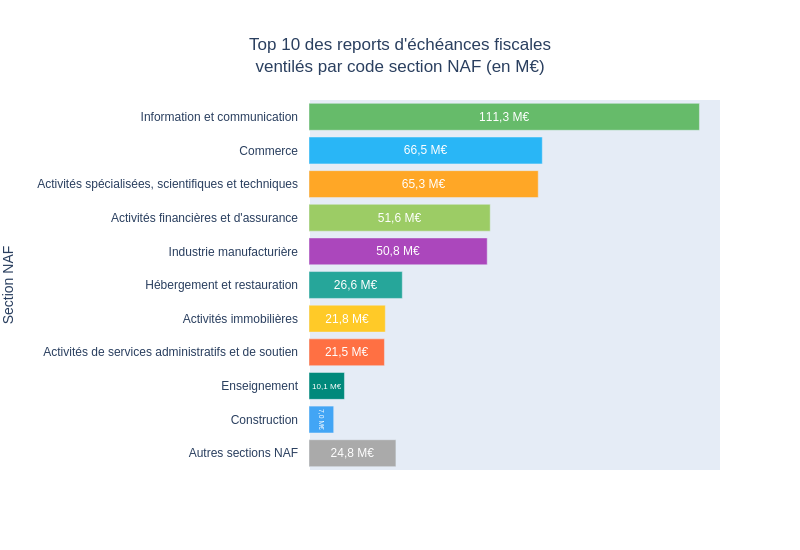 Top 10 des reports d'échéances fiscales
ventilés par code section NAF (en M€)
Section NAF
Information et communication 111,3 M€
Commerce 66,5 M€
Activités spécialisées, scientifiques et techniques 65,3 M€
Activités financières et d'assurance 51,6 M€
Industrie manufacturière 50,8 M€
Hébergement et restauration 26,6 M€
Activités immobilières 21,8 M€
Activités de services administratifs et de soutien 21,5 M€
Enseignement 10,1 M€
Construction 7,0 M€
Autres sections NAF 24,8 M€